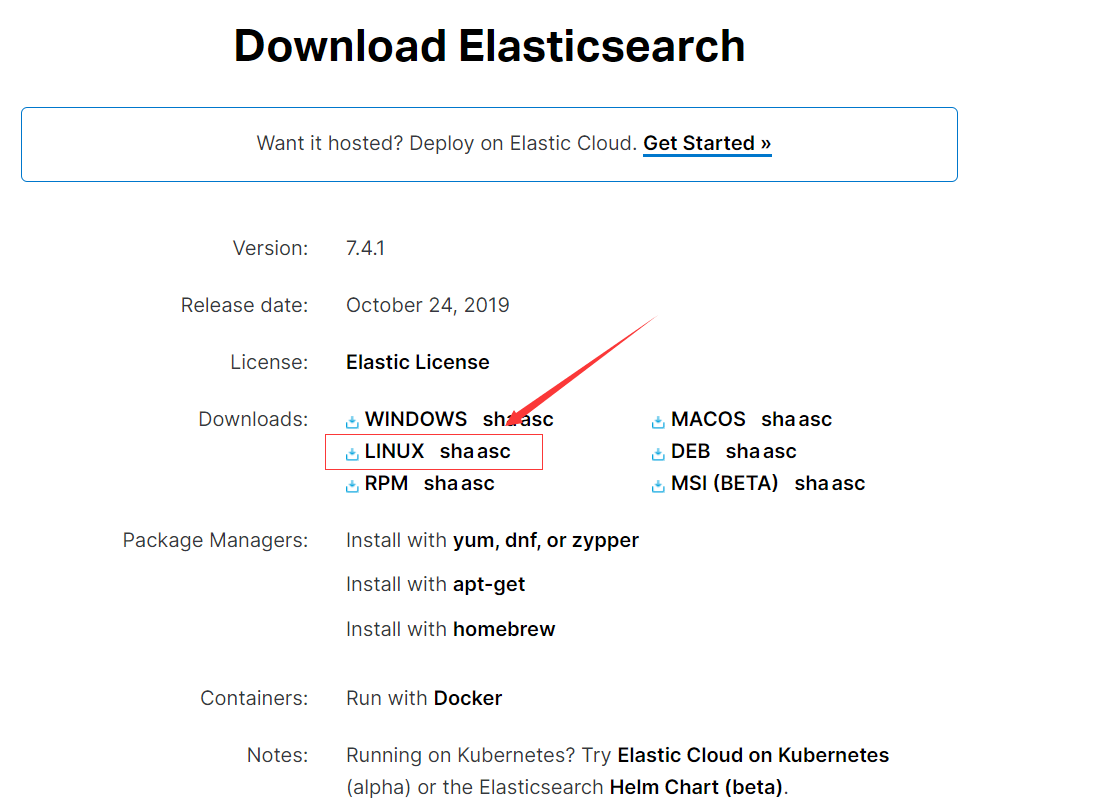 Download Elasticsearch
Want it hosted? Deploy on Elastic Cloud. Get Started »
Version: 7.4.1
Release date: October 24, 2019
License: Elastic License
Downloads: WINDOWS sha asc MACOS sha asc
LINUX sha asc DEB sha asc
RPM sha asc MSI (BETA) sha asc
Package Managers: Install with yum, dnf, or zypper
Install with apt-get
Install with homebrew
Containers: Run with Docker
Notes: Running on Kubernetes? Try Elastic Cloud on Kubernetes
(alpha) or the Elasticsearch Helm Chart (beta).